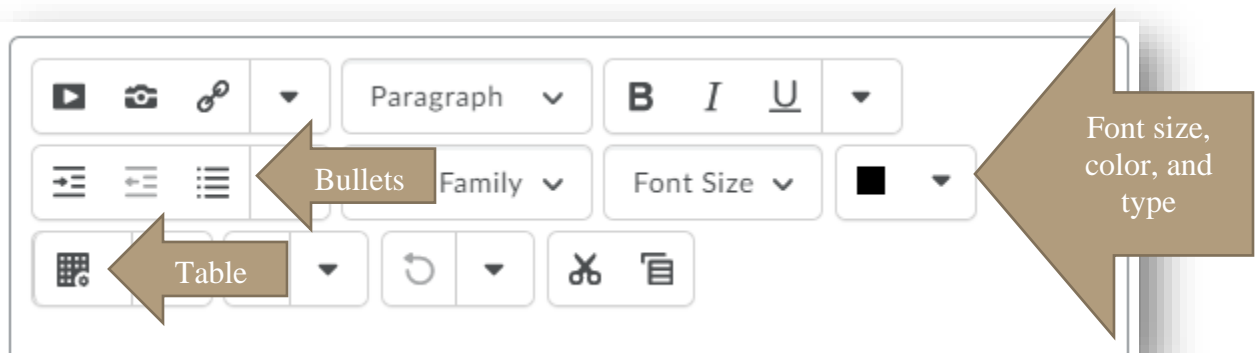 Paragraph B I U
Font size,
color, and
type
Bullets Family Font Size
Table